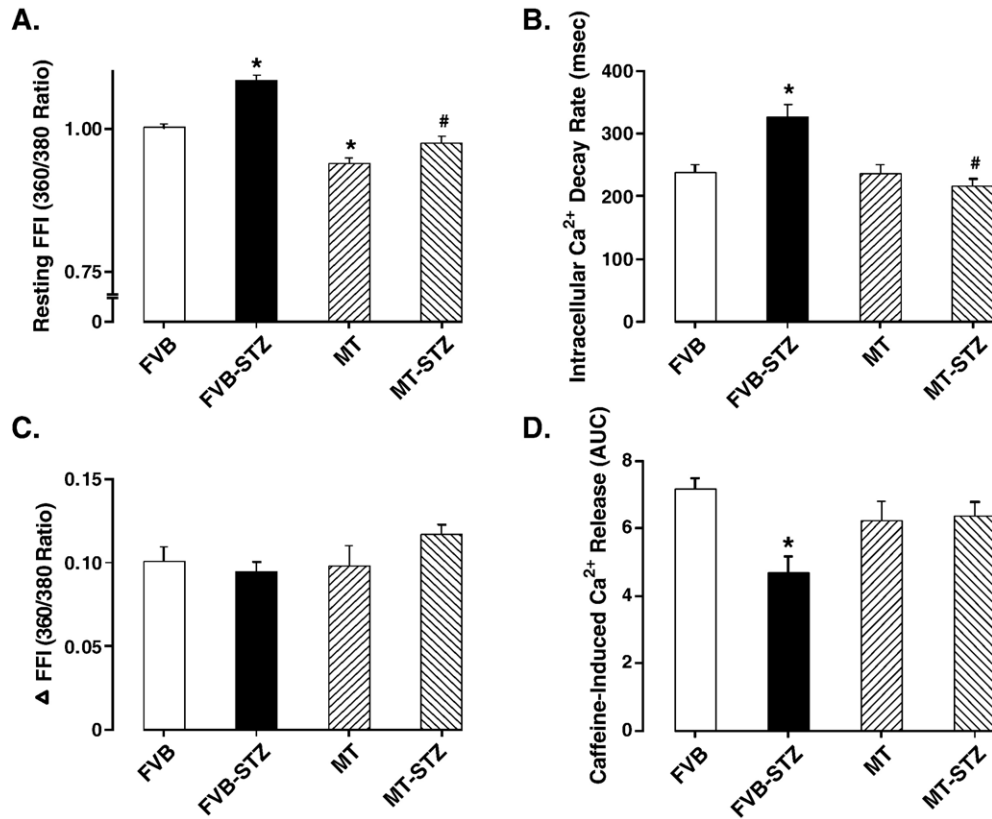 A.
Resting FFI (360/380 Ratio)
1.00
0.75
0
*
*
#
FVB
FVB-STZ
MT
MT-STZ
B.
Intracellular Ca²⁺ Decay Rate (msec)
400
300
200
100
0
*
#
FVB
FVB-STZ
MT
MT-STZ
C.
Δ FFI (360/380 Ratio)
0.15
0.10
0.05
0
FVB
FVB-STZ
MT
MT-STZ
D.
Caffeine-Induced Ca²⁺ Release (AUC)
8
6
4
2
0
*
FVB
FVB-STZ
MT
MT-STZ